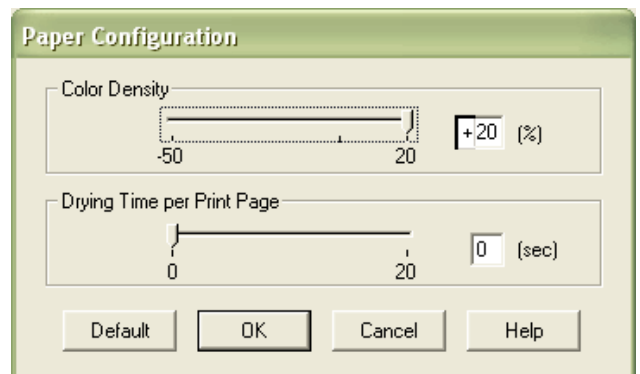 Paper Configuration
Color Density
+20 (%)
-50 20
Drying Time per Print Page
0 (sec)
0 20
Default OK Cancel Help